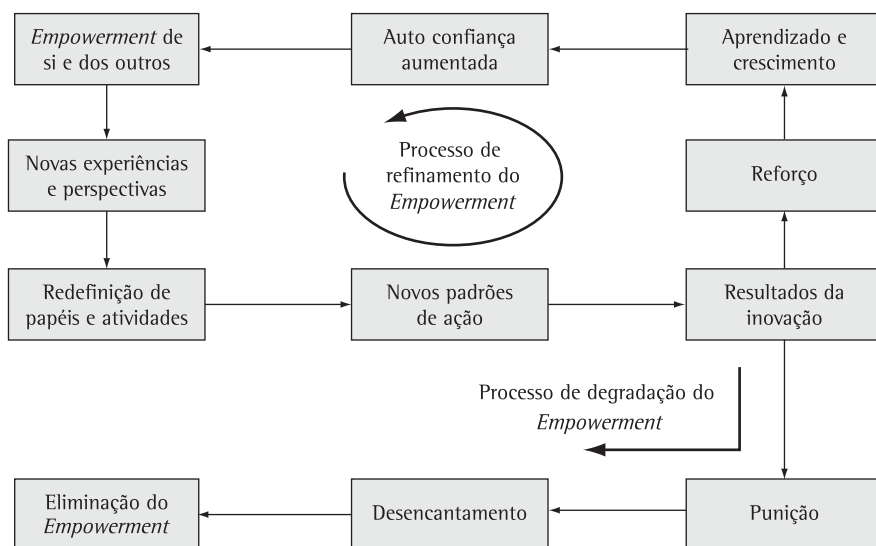 Empowerment de
si e dos outros
Auto confiança
aumentada
Aprendizado e
crescimento
Novas experiências
e perspectivas
Processo de
refinamento do
Empowerment
Reforço
Redefinição de
papéis e atividades
Novos padrões
de ação
Resultados da
inovação
Processo de degradação do
Empowerment
Eliminação do
Empowerment
Desencantamento
Punição